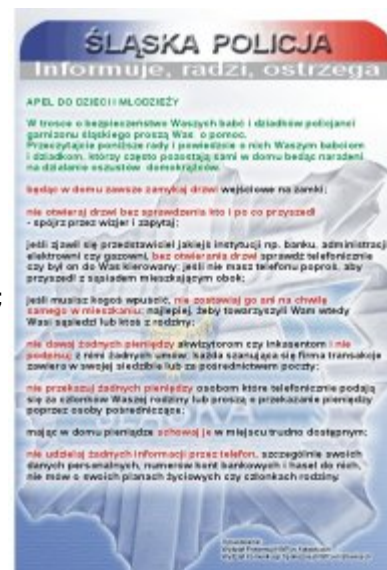 ŚLĄSKA POLICJA
Informuje, radzi, ostrzega
APEL DO DZIECI I MŁODZIEŻY
W trosce o bezpieczeństwo Waszych babć i dziadków policjanci
garnizonu śląskiego proszą Was o pomoc.
Przeczytajcie poniższe rady i powiedzcie o nich Waszym babciom
i dziadkom, którzy często pozostają sami w domu będąc narażeni
na działanie oszustów domokrążców.
będąc w domu zawsze zamykaj drzwi wejściowe na zamki;
nie otwieraj drzwi bez sprawdzenia kto i po co przyszedł
- spójrz przez wizjer i zapytaj;
jeśli zjawił się przedstawiciel jakiejś instytucji np. banku, administracji
elektrowni czy gazowni, bez otwierania drzwi sprawdź telefonicznie
czy był on do Was kierowany; jeśli nie masz telefonu poproś, aby
przyszedł z sąsiadem mieszkającym obok;
;
jeśli musisz kogoś wpuścić, nie zostawiaj go ani na chwilę
samego w mieszkaniu; najlepiej, żeby towarzyszyli Wam wtedy
Wasi sąsiedzi lub ktoś z rodziny;
nie dawaj żadnych pieniędzy akwizytorom czy inkasentom i nie
podpisuj z nimi żadnych umów; każda szanująca się firma transakcje
zawiera w swojej siedzibie lub za pośrednictwem poczty;
nie przekazuj żadnych pieniędzy osobom które telefonicznie podają
się za członków Waszej rodziny lub proszą o przekazanie pieniędzy
poprzez osoby pośredniczące;
mając w domu pieniądze schowaj je w miejscu trudno dostępnym;
nie udzielaj żadnych informacji przez telefon, szczególnie swoich
danych personalnych, numerów kont bankowych i haseł do nich,
nie mów o swoich planach życiowych czy członkach rodziny